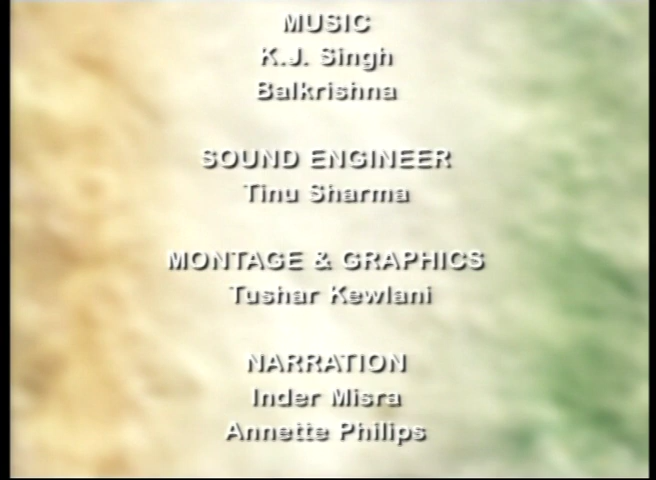 MUSIC
K.J. Singh
Balkrishna
SOUND ENGINEER
Tinu Sharma
MONTAGE & GRAPHICS
Tushar Kewlani
NARRATION
Inder Misra
Annette Philips